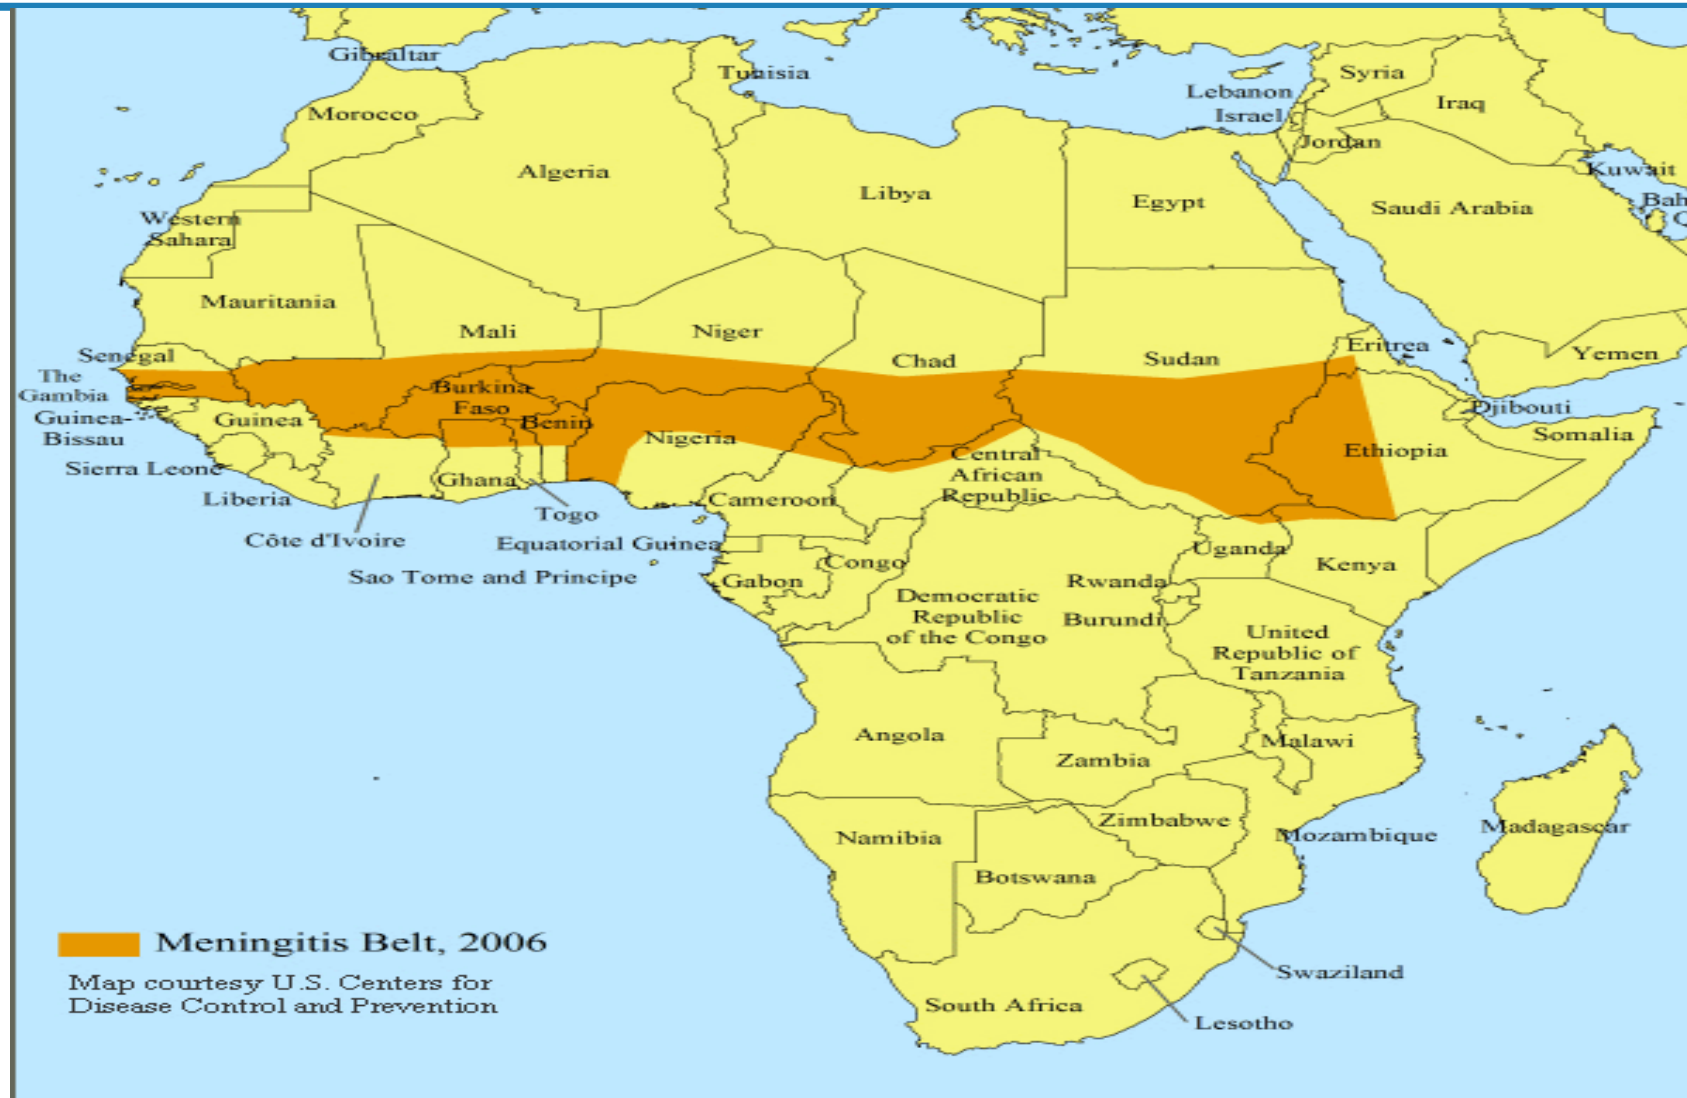 Gibraltar
Tunisia
Syria
Lebanon
Iraq
Israel
Morocco
Jordan
Algeria
Kuwait
Libya
Egypt
Saudi Arabia
Bah
Western
Sahara
Mauritania
Mali
Niger
Chad
Sudan
Eritrea
Yemen
Senegal
The
Gambia
Burkina
Faso
Djibouti
Guinea-
Bissau
Guinea
Benin
Nigeria
Somalia
Ethiopia
Central
African
Republic
Sierra Leone
Ghana
Cameroon
Liberia
Togo
Côte d'Ivoire
Equatorial Guinea
Uganda
Congo
Kenya
Sao Tome and Principe
Gabon
Rwanda
Democratic
Republic
of the Congo
Burundi
United
Republic of
Tanzania
Angola
Malawi
Zambia
Zimbabwe
Namibia
Mozambique
Madagascar
Botswana
Meningitis Belt, 2006
Swaziland
Map courtesy U.S. Centers for
Disease Control and Prevention
South Africa
Lesotho